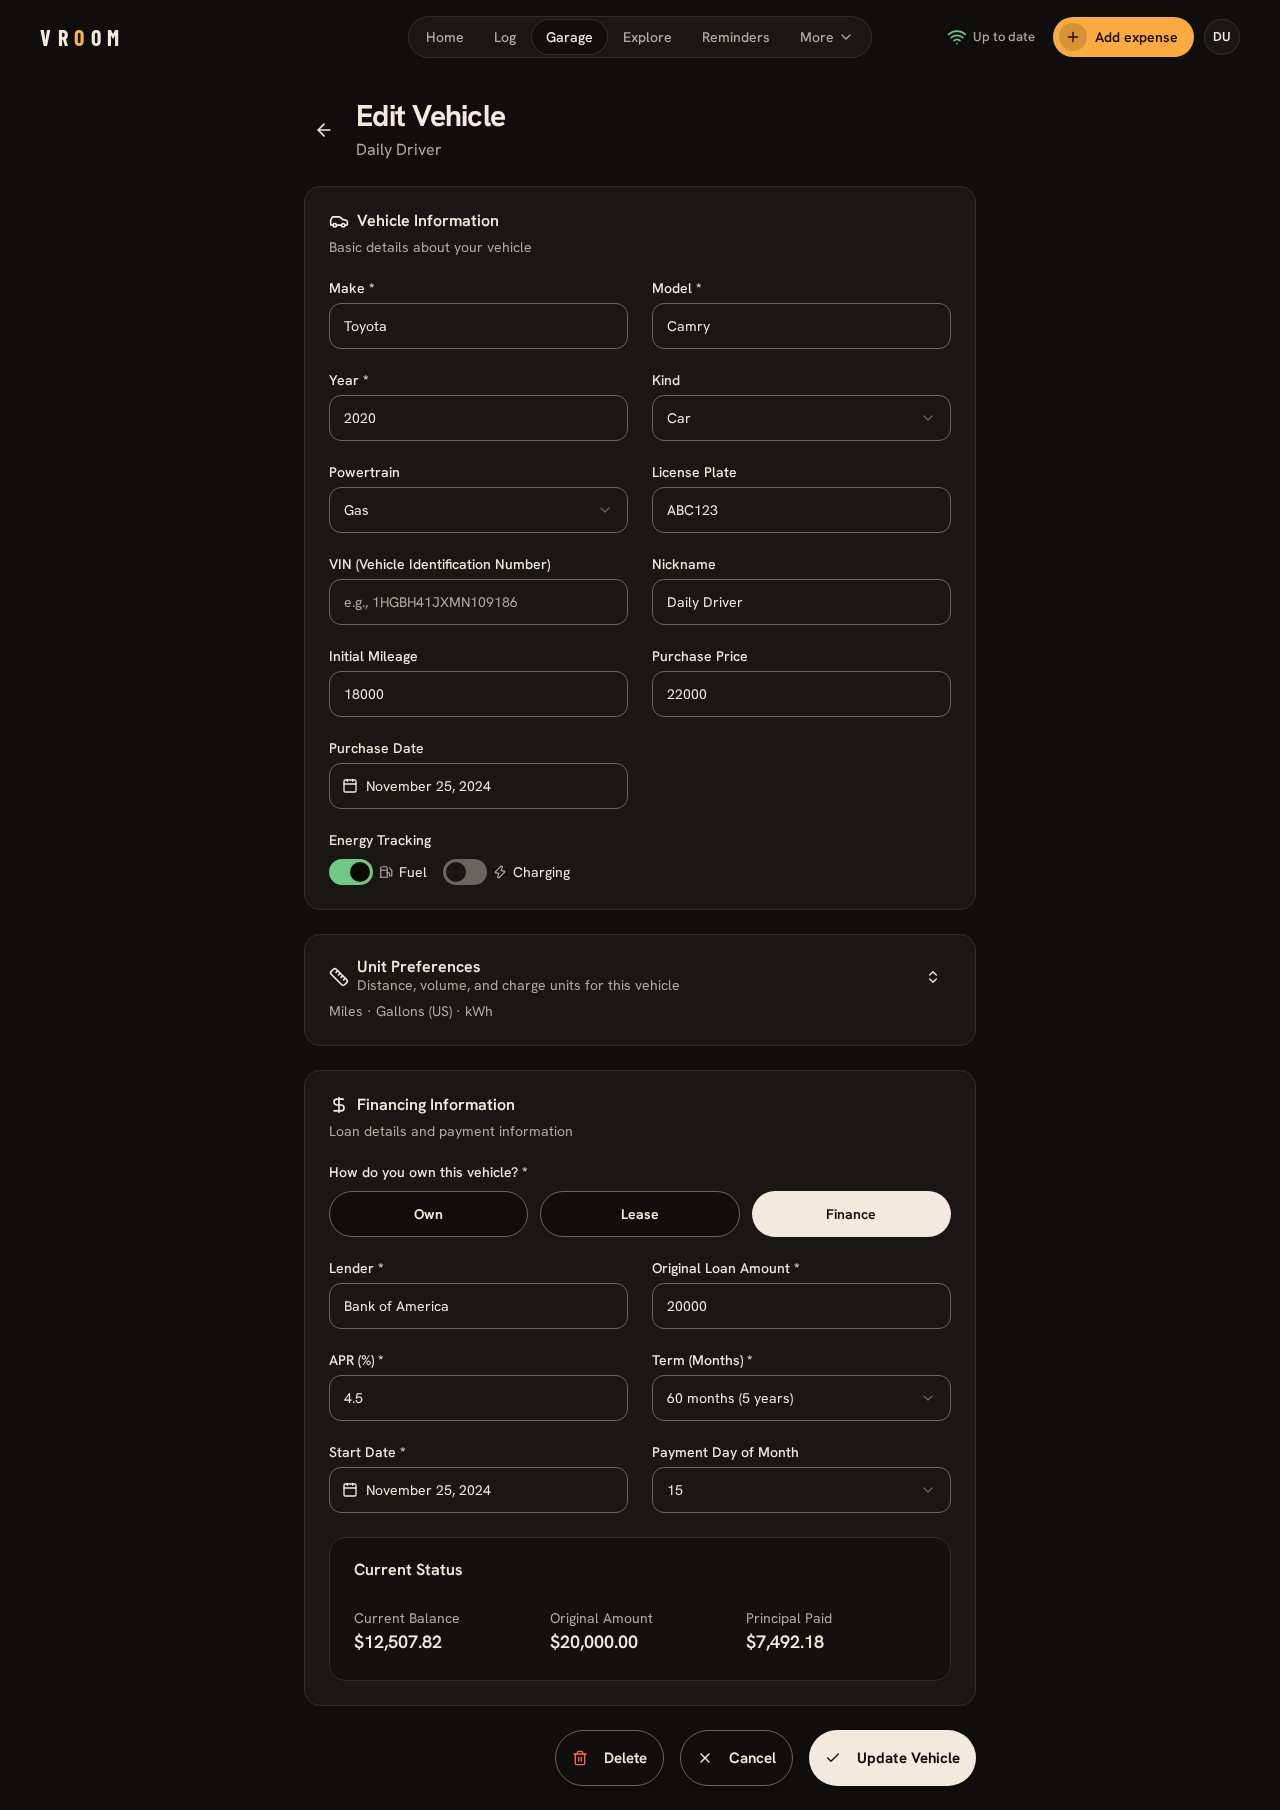 VROOM
Home Log Garage Explore Reminders More
Up to date
Add expense
DU
Edit Vehicle
Daily Driver
Vehicle Information
Basic details about your vehicle
Make * Model *
Toyota Camry
Year * Kind
2020 Car
Powertrain License Plate
Gas ABC123
VIN (Vehicle Identification Number) Nickname
e.g., 1HGBH41JXMN109186 Daily Driver
Initial Mileage Purchase Price
18000 22000
Purchase Date
November 25, 2024
Energy Tracking
Fuel Charging
Unit Preferences
Distance, volume, and charge units for this vehicle
Miles · Gallons (US) · kWh
Financing Information
Loan details and payment information
How do you own this vehicle? *
Own Lease Finance
Lender * Original Loan Amount *
Bank of America 20000
APR (%) * Term (Months) *
4.5 60 months (5 years)
Start Date * Payment Day of Month
November 25, 2024 15
Current Status
Current Balance Original Amount Principal Paid
$12,507.82 $20,000.00 $7,492.18
Delete Cancel Update Vehicle